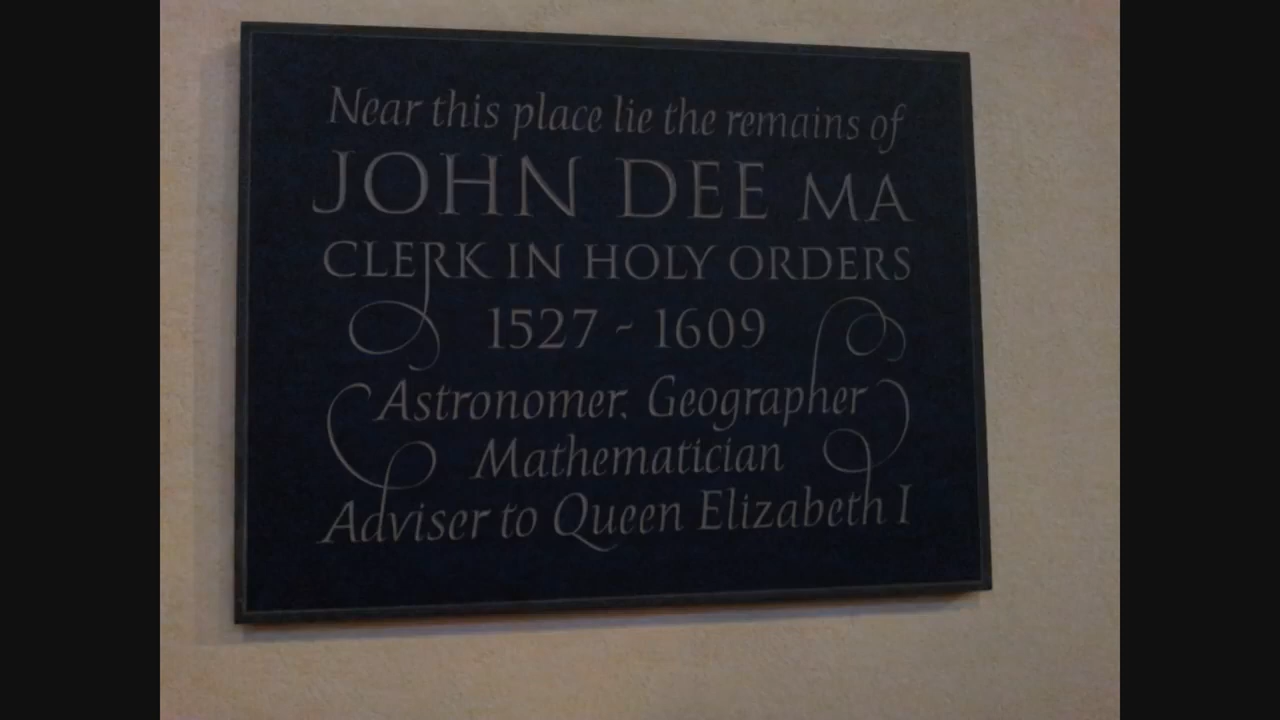 Near this place lie the remains of
JOHN DEE MA
CLERK IN HOLY ORDERS
1527 - 1609
Astronomer, Geographer
Mathematician
Adviser to Queen Elizabeth I